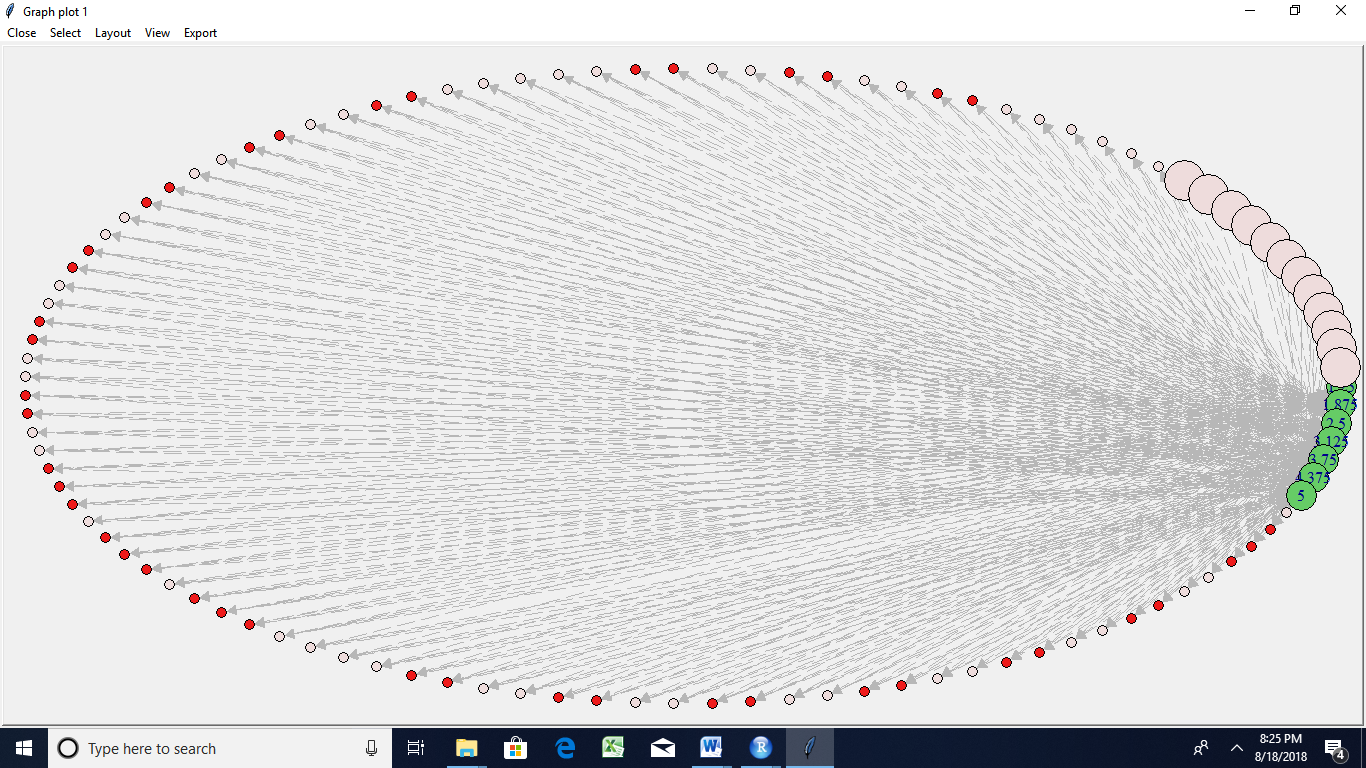 Graph plot 1
Close Select Layout View Export
1.875
2.5
3.125
3.75
4.375
5
Type here to search
8:25 PM
8/18/2018
4